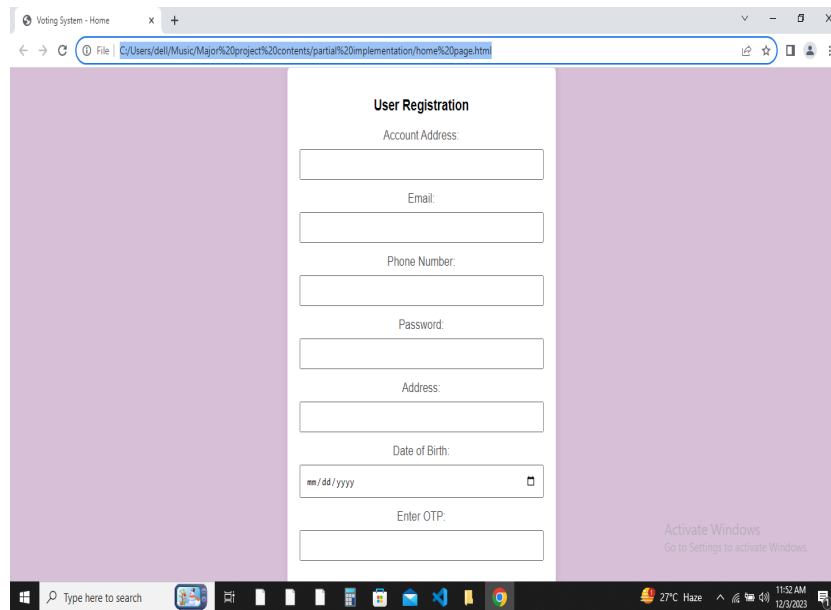 Voting System - Home
File
C:/Users/dell/Music/Major%20project%20contents/partial%20implementation/home%20page.html
User Registration
Account Address:
Email:
Phone Number:
Password:
Address:
Date of Birth:
mm/dd/yyyy
Enter OTP:
Activate Windows
Go to Settings to activate Windows.
Type here to search
27°C Haze
11:52 AM
12/3/2023